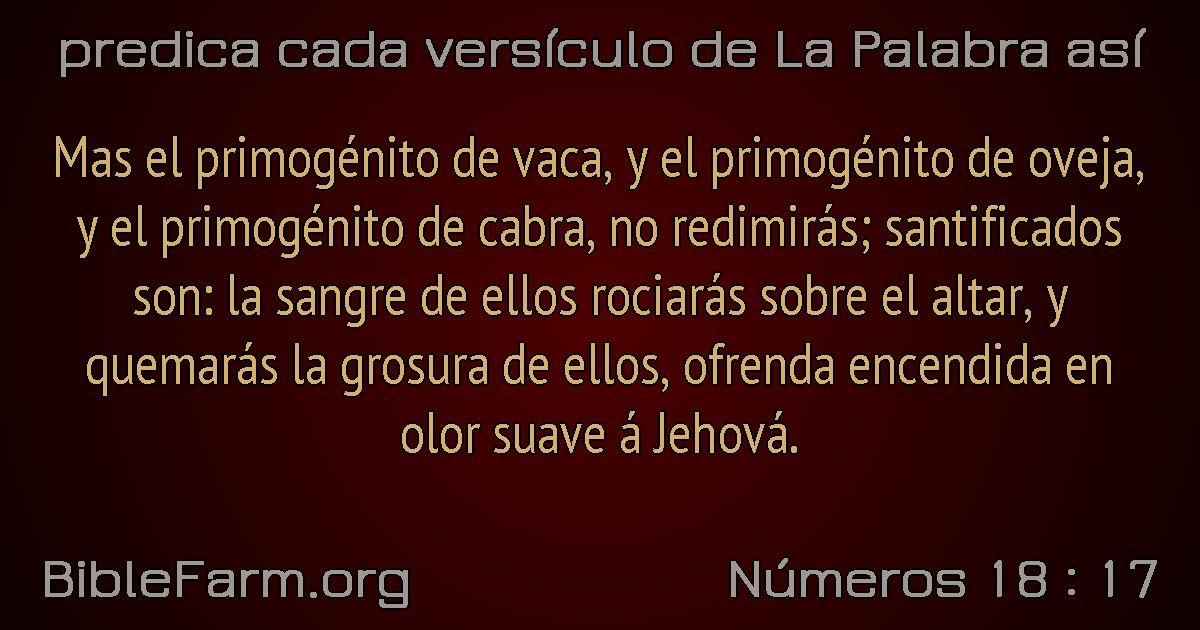 predica cada versículo de La Palabra así
Mas el primogénito de vaca, y el primogénito de oveja,
y el primogénito de cabra, no redimirás; santificados
son: la sangre de ellos rociarás sobre el altar, y
quemarás la grosura de ellos, ofrenda encendida en
olor suave á Jehová.
BibleFarm.org
Números 18 : 17